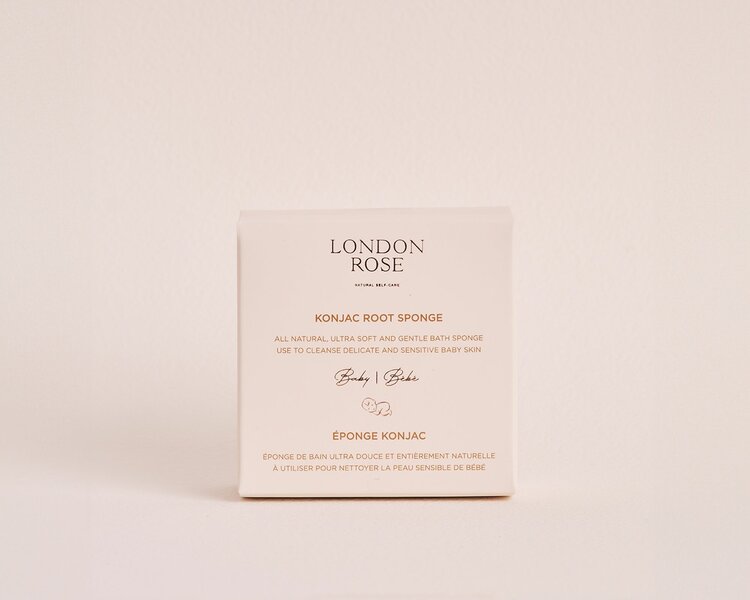 LONDON
ROSE
NATURAL SELF-CARE
KONJAC ROOT SPONGE
ALL NATURAL, ULTRA SOFT AND GENTLE BATH SPONGE
USE TO CLEANSE DELICATE AND SENSITIVE BABY SKIN
Baby | Bébé
ÉPONGE KONJAC
ÉPONGE DE BAIN ULTRA DOUCE ET ENTIÈREMENT NATURELLE
À UTILISER POUR NETTOYER LA PEAU SENSIBLE DE BÉBÉ